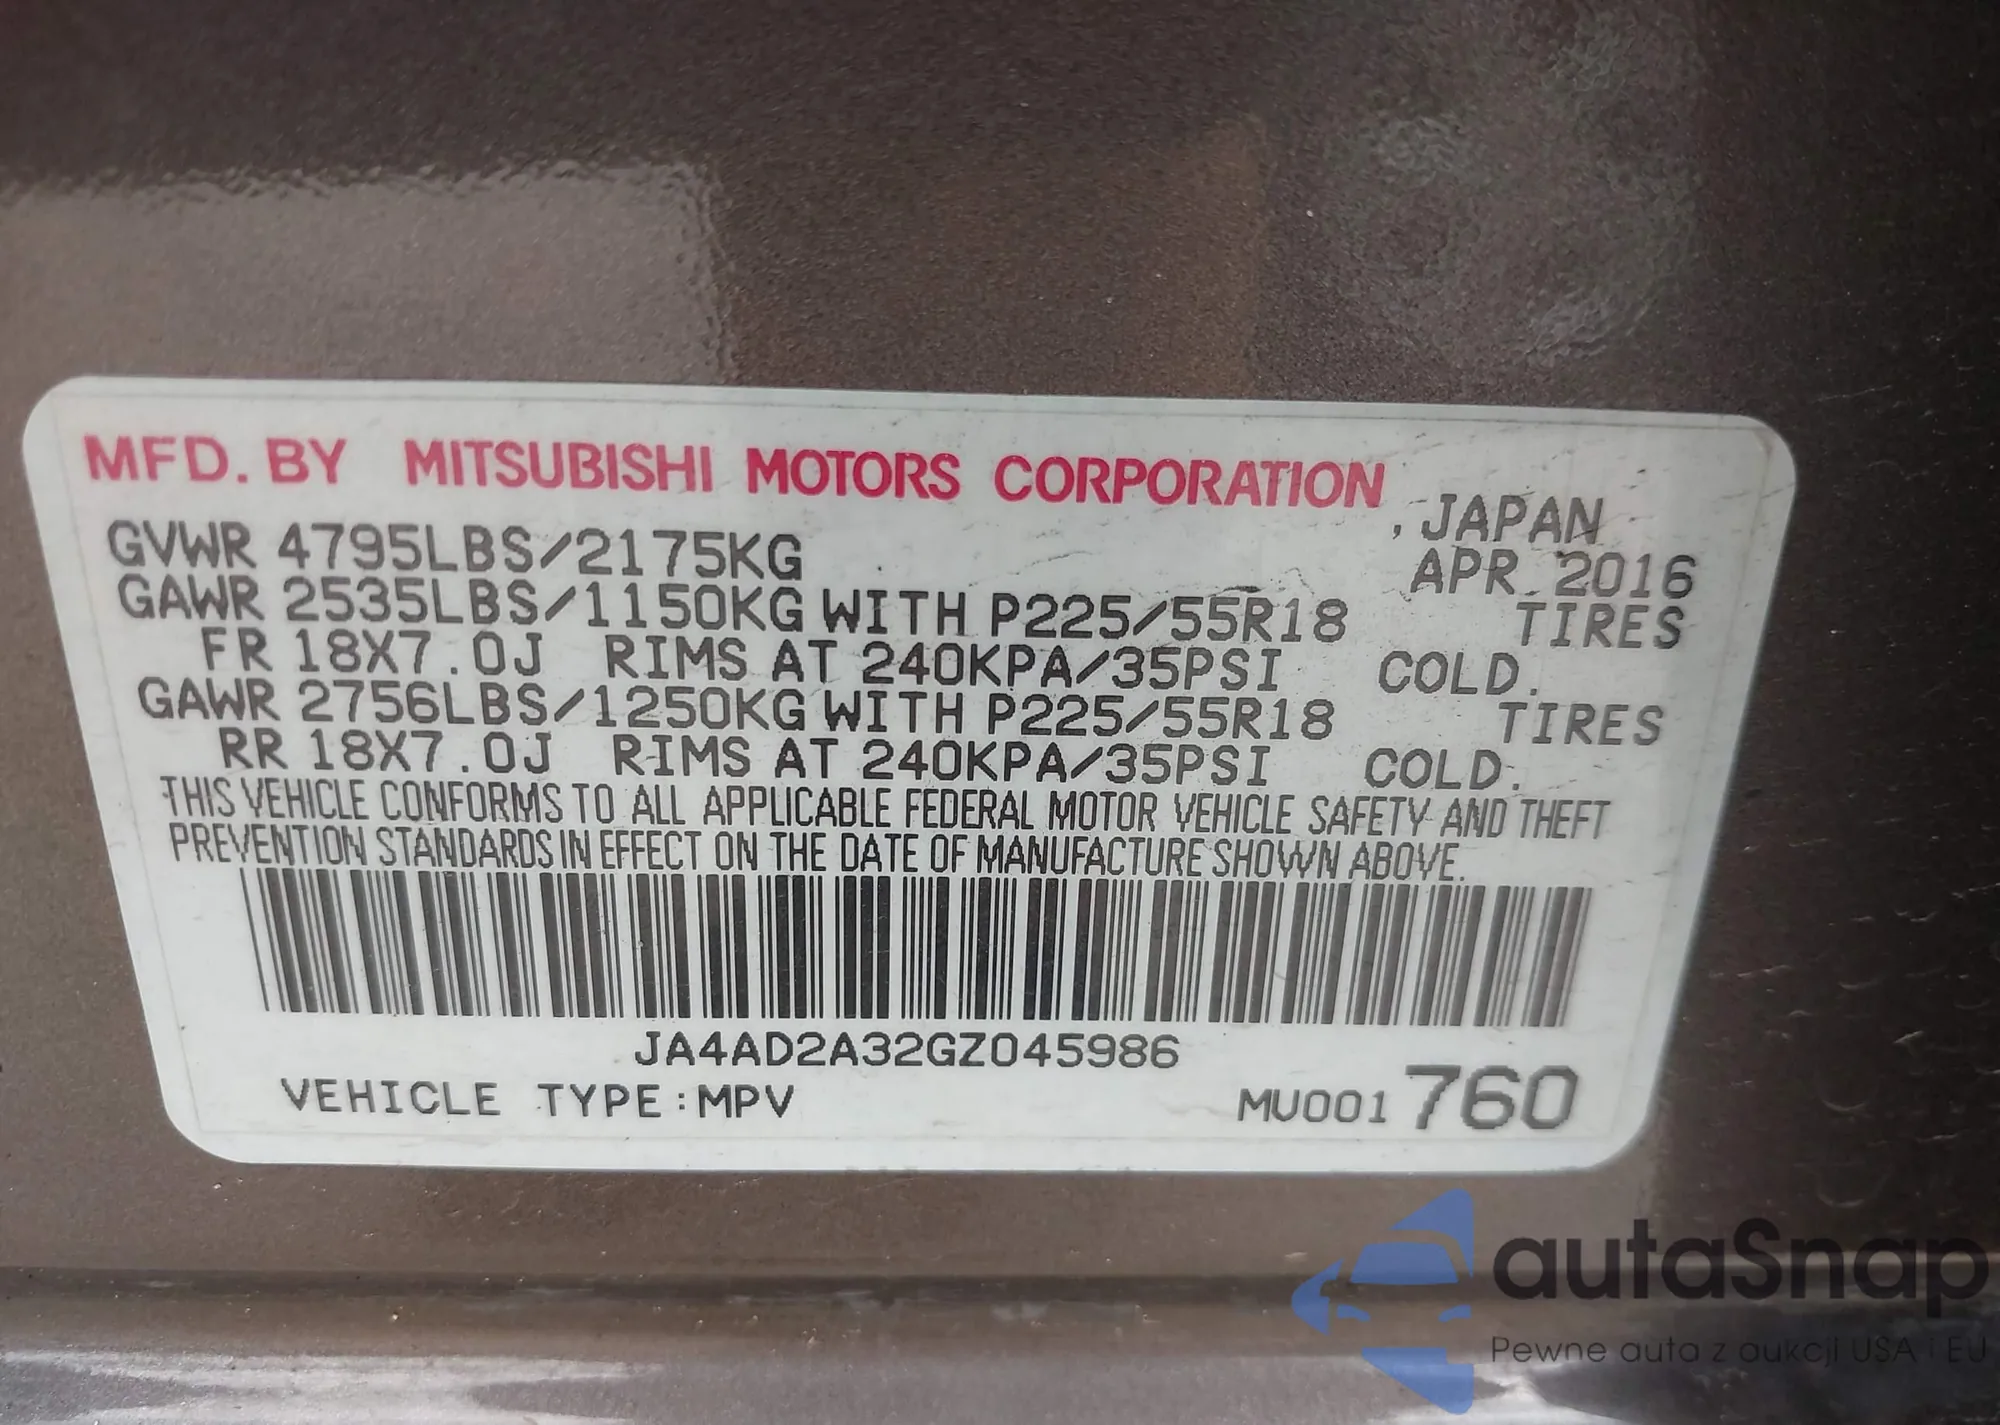 MFD. BY MITSUBISHI MOTORS CORPORATION
, JAPAN
GVWR 4795LBS/2175KG APR. 2016
GAWR 2535LBS/1150KG WITH P225/55R18 TIRES
FR 18X7.0J RIMS AT 240KPA/35PSI COLD.
GAWR 2756LBS/1250KG WITH P225/55R18 TIRES
RR 18X7.0J RIMS AT 240KPA/35PSI COLD.
THIS VEHICLE CONFORMS TO ALL APPLICABLE FEDERAL MOTOR VEHICLE SAFETY AND THEFT
PREVENTION STANDARDS IN EFFECT ON THE DATE OF MANUFACTURE SHOWN ABOVE.
JA4AD2A32GZ045986
VEHICLE TYPE:MPV MU001 760
autaSnap
Pewne auta z aukcji USA i EU